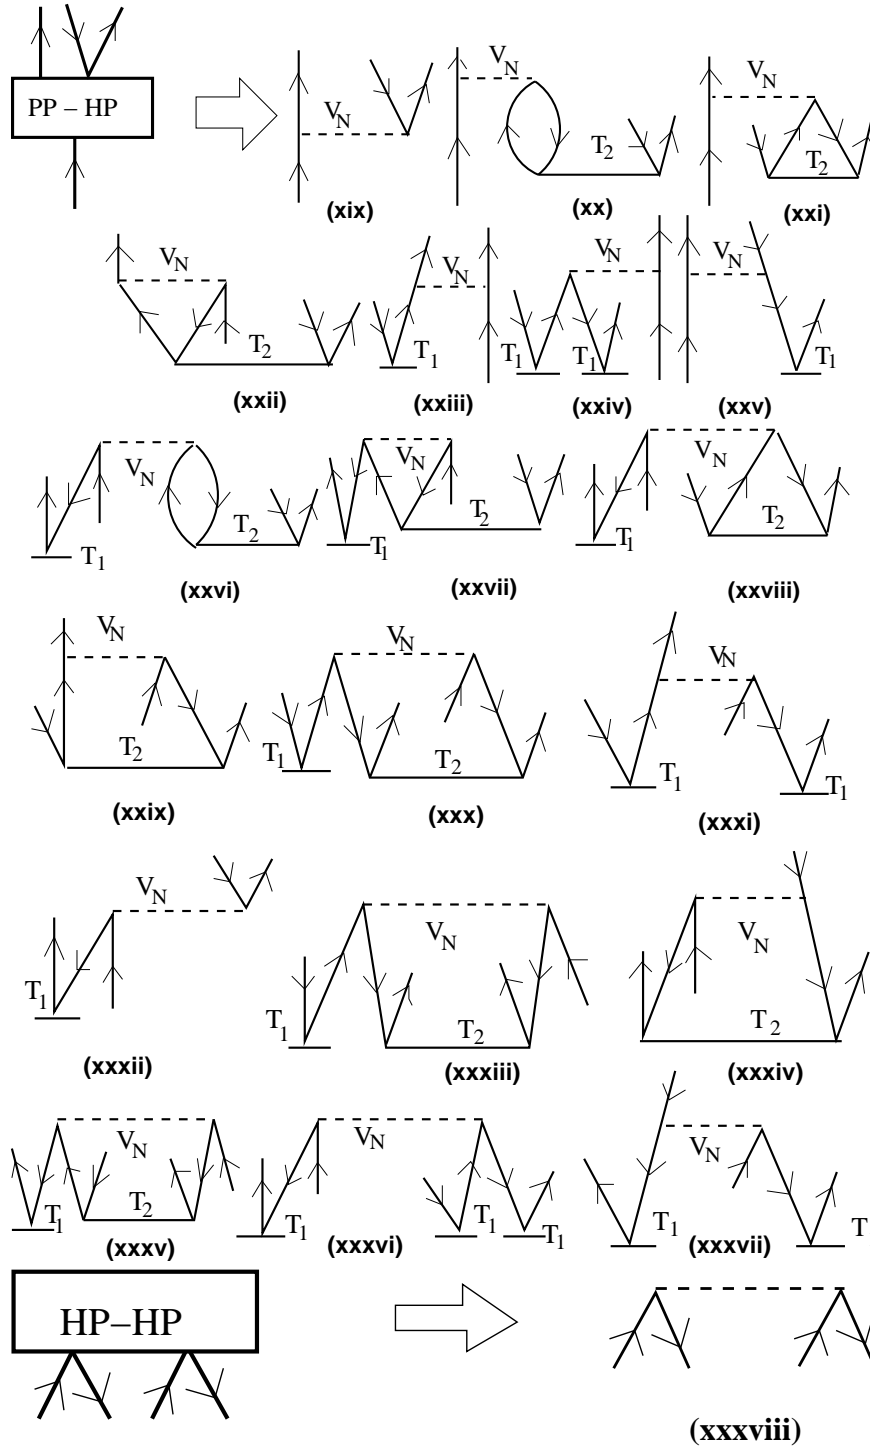 PP – HP
V_N V_N V_N
T_2 T_2
(xix) (xx) (xxi)
V_N V_N V_N V_N
T_2 T_1 T_1 T_1 T_1
(xxii) (xxiii) (xxiv) (xxv)
V_N V_N V_N
T_1 T_2 T_1 T_2 T_1 T_2
(xxvi) (xxvii) (xxviii)
V_N V_N V_N
T_2 T_1 T_2 T_1 T_1
(xxix) (xxx) (xxxi)
V_N V_N V_N
T_1 T_1 T_2 T_2
(xxxii) (xxxiii) (xxxiv)
V_N V_N V_N
T_1 T_2 T_1 T_1 T_1 T_1 T
(xxxv) (xxxvi) (xxxvii)
HP–HP
(xxxviii)